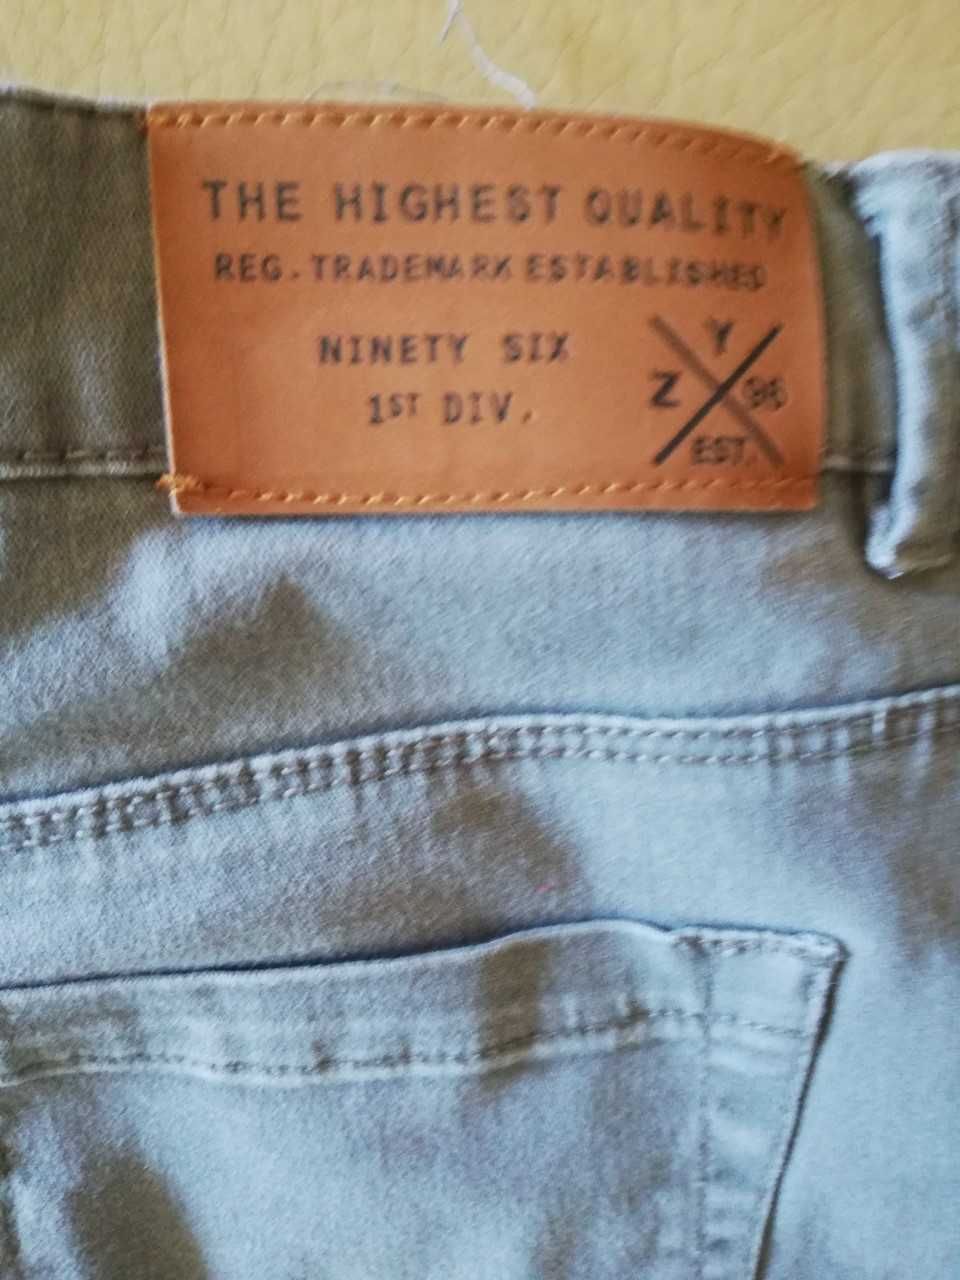 THE HIGHEST QUALITY
REG. TRADEMARK ESTABLISHED
NINETY SIX
1ST DIV.
Y
Z 96
EST.